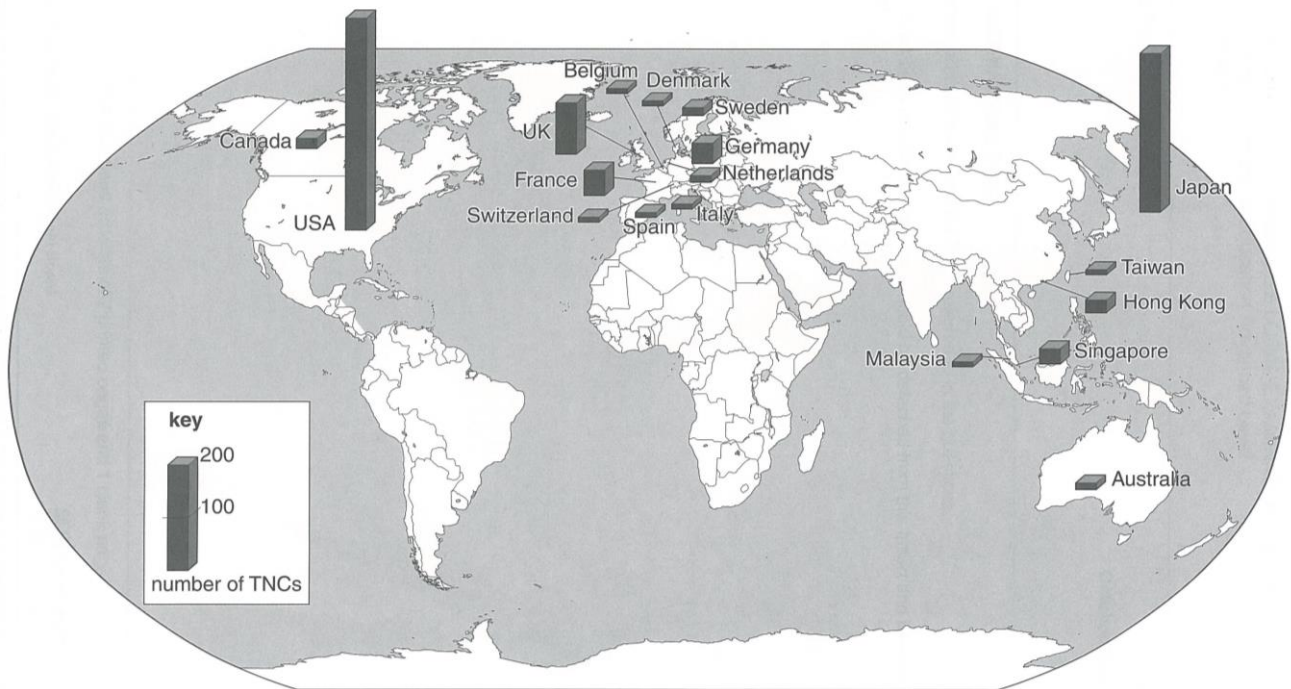 Belgium
Denmark
Sweden
UK
Canada
Germany
France
Netherlands
Switzerland
Italy
Spain
USA
Japan
Taiwan
Hong Kong
Malaysia
Singapore
Australia
key
200
100
number of TNCs